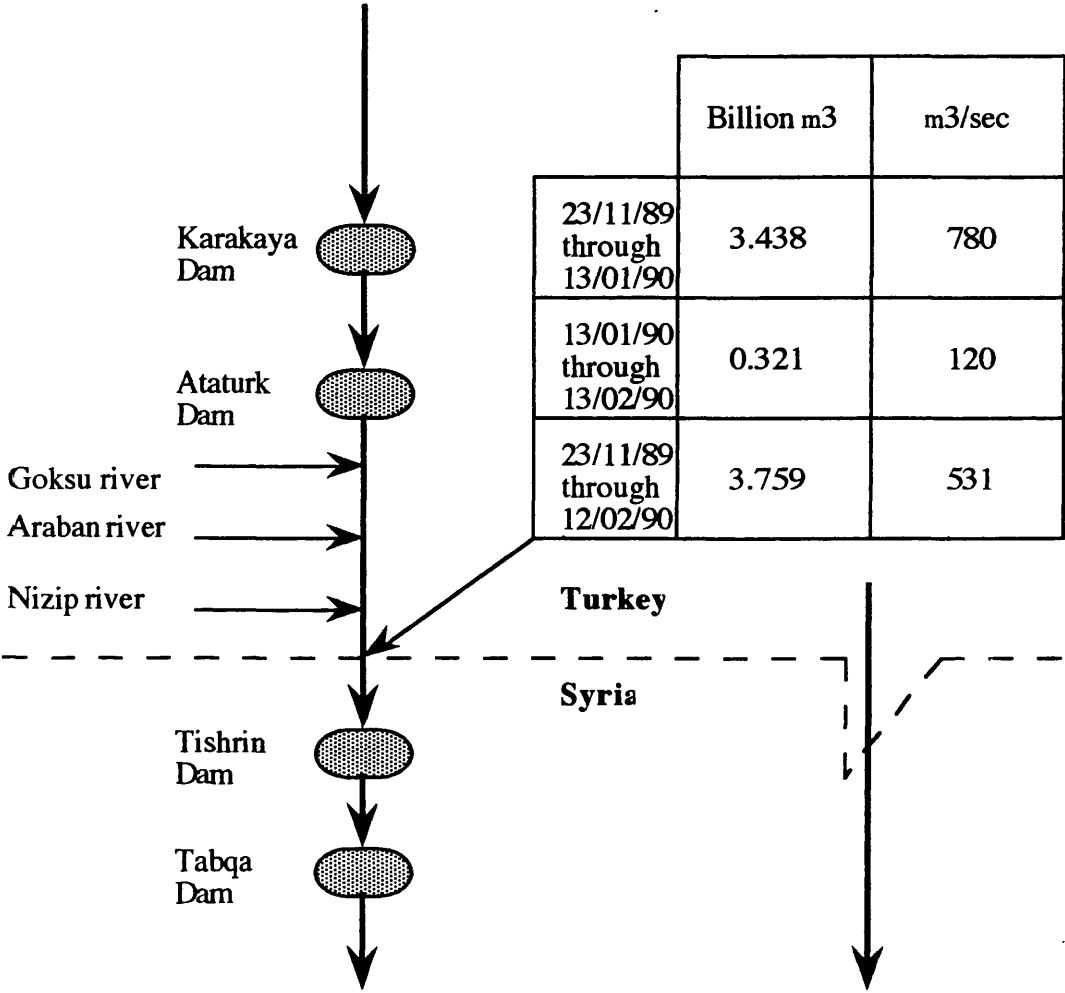 Billion m3
m3/sec
23/11/89
through
13/01/90
3.438
780
13/01/90
through
13/02/90
0.321
120
23/11/89
through
12/02/90
3.759
531
Karakaya
Dam
Ataturk
Dam
Goksu river
Araban river
Nizip river
Turkey
Syria
Tishrin
Dam
Tabqa
Dam